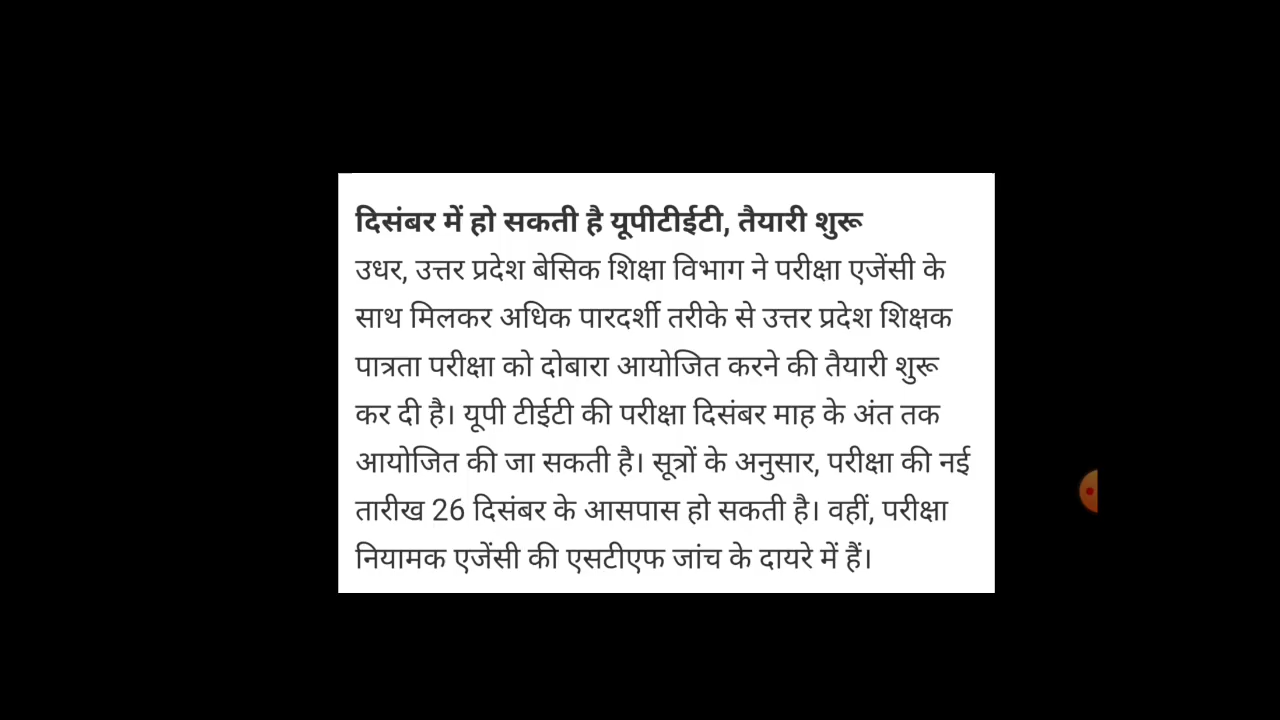 दिसंबर में हो सकती है यूपीटीईटी, तैयारी शुरू
उधर, उत्तर प्रदेश बेसिक शिक्षा विभाग ने परीक्षा एजेंसी के
साथ मिलकर अधिक पारदर्शी तरीके से उत्तर प्रदेश शिक्षक
पात्रता परीक्षा को दोबारा आयोजित करने की तैयारी शुरू
कर दी है। यूपी टीईटी की परीक्षा दिसंबर माह के अंत तक
आयोजित की जा सकती है। सूत्रों के अनुसार, परीक्षा की नई
तारीख 26 दिसंबर के आसपास हो सकती है। वहीं, परीक्षा
नियामक एजेंसी की एसटीएफ जांच के दायरे में हैं।